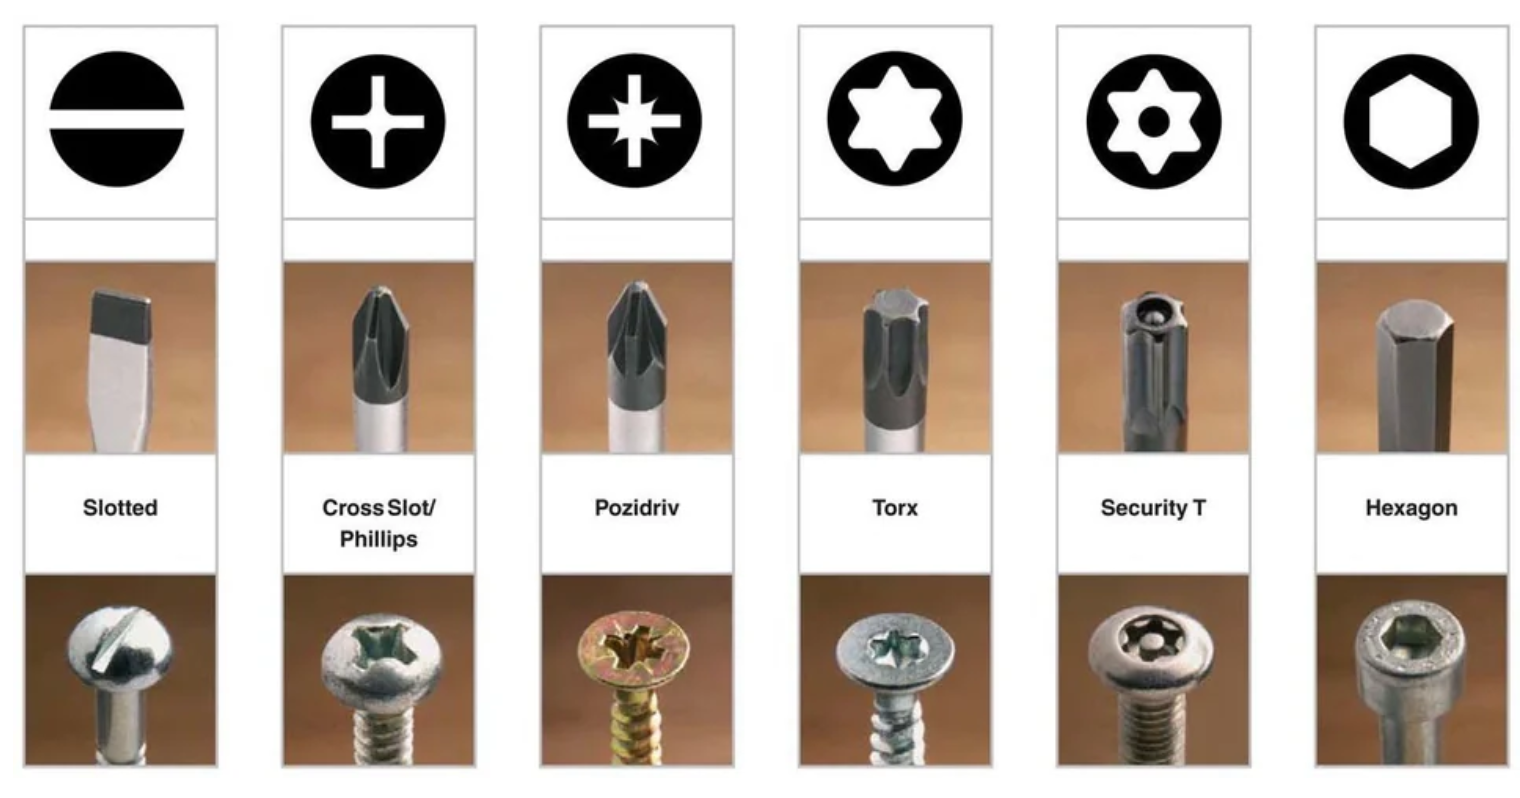 Slotted
Cross Slot/
Phillips
Pozidriv
Torx
Security T
Hexagon